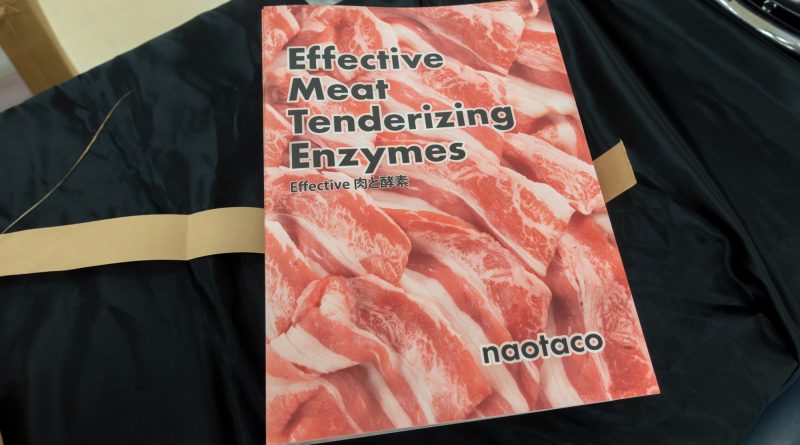 Effective
Meat
Tenderizing
Enzymes
Effective 肉と酵素
naotaco